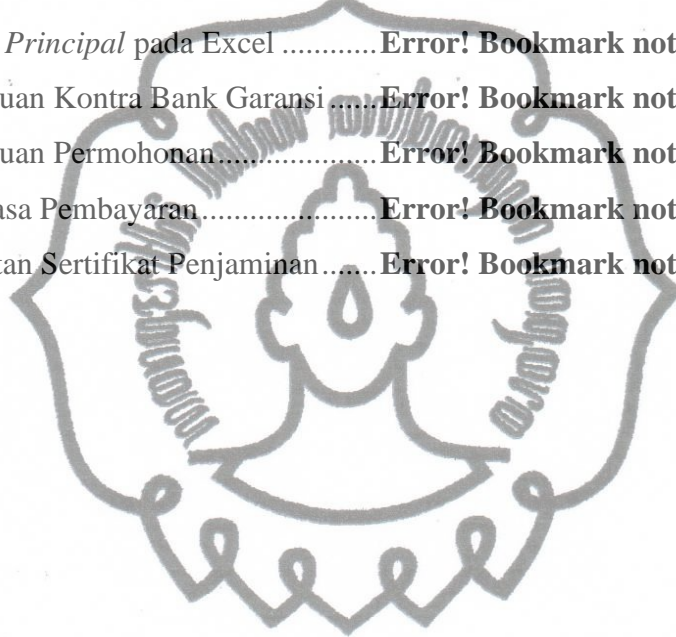 Principal pada Excel ............Error! Bookmark not
uan Kontra Bank Garansi ......Error! Bookmark not
uan Permohonan.....................Error! Bookmark not
asa Pembayaran.......................Error! Bookmark not
tan Sertifikat Penjaminan.......Error! Bookmark not